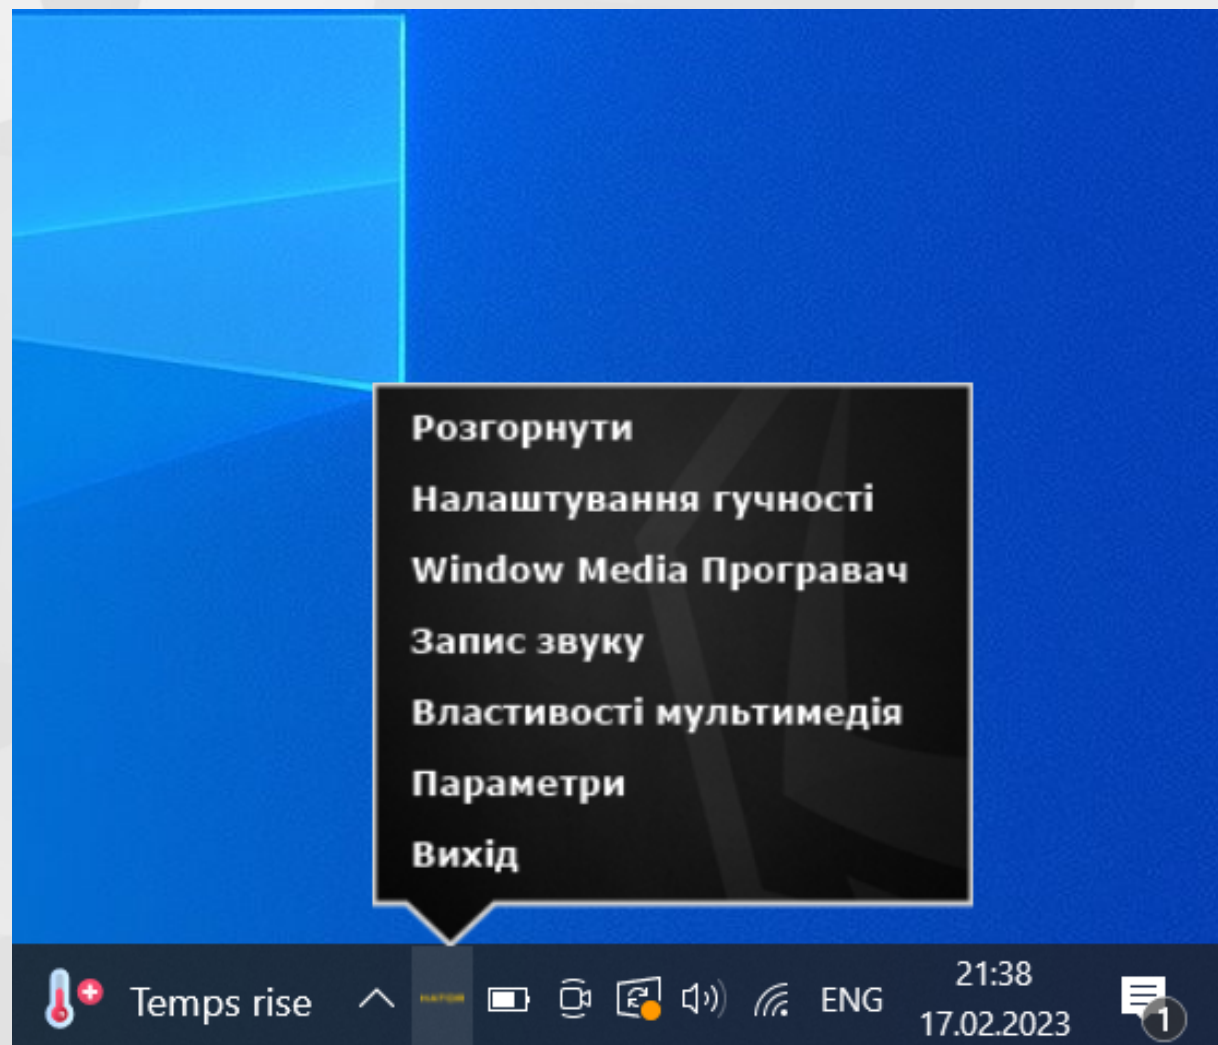 Розгорнути
Налаштування гучності
Window Media Програвач
Запис звуку
Властивості мультимедія
Параметри
Вихід
Temps rise
HATOR
ENG
21:38
17.02.2023
1